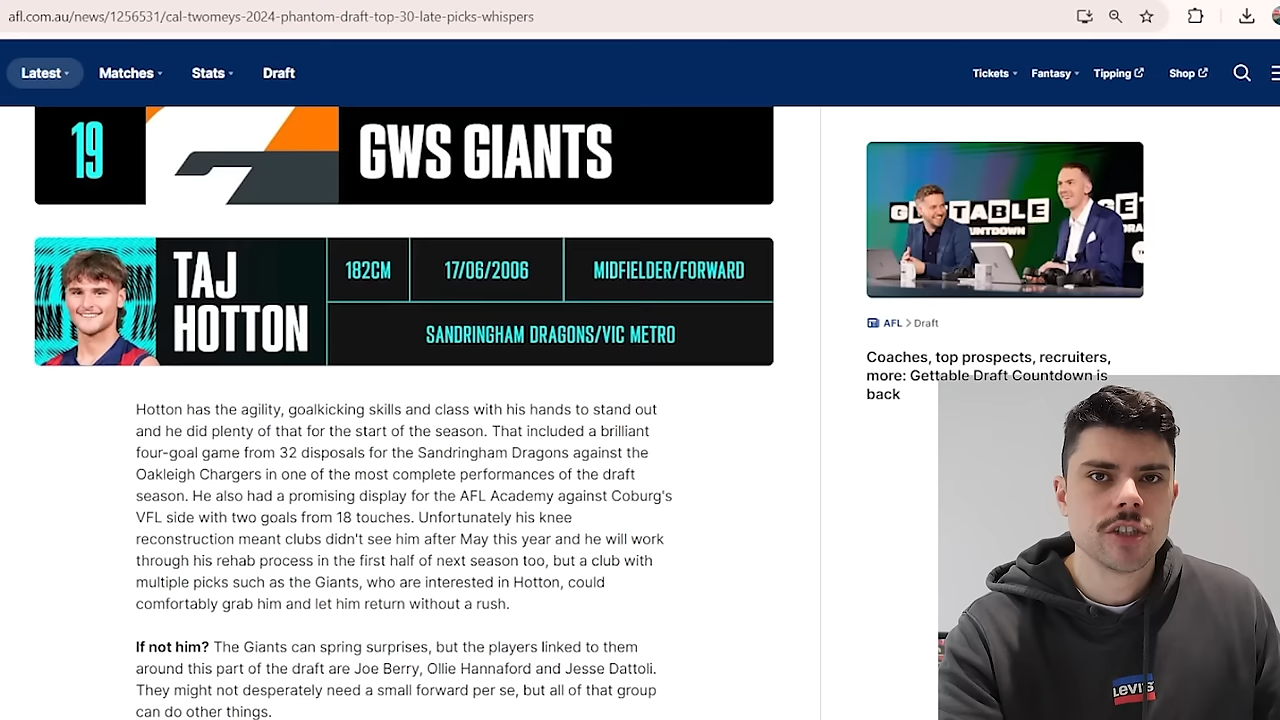 afl.com.au/news/1256531/cal-twomeys-2024-phantom-draft-top-30-late-picks-whispers
Latest Matches Stats Draft Tickets Fantasy Tipping Shop
19 GWS GIANTS
TAJ
HOTTON
182CM 17/06/2006 MIDFIELDER/FORWARD
SANDRINGHAM DRAGONS/VIC METRO
Hotton has the agility, goalkicking skills and class with his hands to stand out
and he did plenty of that for the start of the season. That included a brilliant
four-goal game from 32 disposals for the Sandringham Dragons against the
Oakleigh Chargers in one of the most complete performances of the draft
season. He also had a promising display for the AFL Academy against Coburg's
VFL side with two goals from 18 touches. Unfortunately his knee
reconstruction meant clubs didn't see him after May this year and he will work
through his rehab process in the first half of next season too, but a club with
multiple picks such as the Giants, who are interested in Hotton, could
comfortably grab him and let him return without a rush.
If not him? The Giants can spring surprises, but the players linked to them
around this part of the draft are Joe Berry, Ollie Hannaford and Jesse Dattoli.
They might not desperately need a small forward per se, but all of that group
can do other things.
GETTABLE
COUNTDOWN
AFL > Draft
Coaches, top prospects, recruiters,
more: Gettable Draft Countdown is
back
LEVI'S